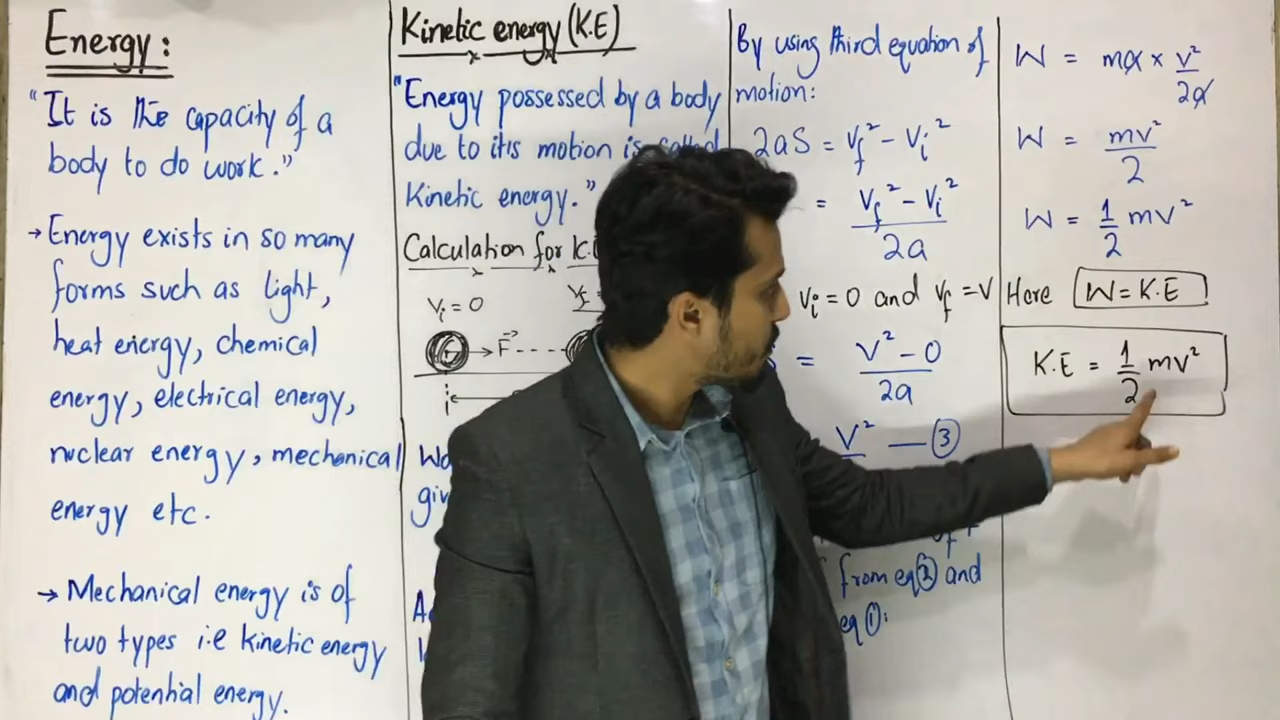 Energy:
"It is the capacity of a
body to do work."
→ Energy exists in so many
forms such as light,
heat energy, chemical
energy, electrical energy,
nuclear energy, mechanical
energy etc.
→ Mechanical energy is of
two types i.e kinetic energy
and potential energy.
Kinetic energy (K.E)
"Energy possessed by a body
due to its motion is called
Kinetic energy."
Calculation for K.E
Vi = 0
F
By using third equation of
motion:
2aS = Vf² - Vi²
= Vf² - Vi² / 2a
Vi = 0 and Vf = V
= V² - 0 / 2a
V² — ③
from eq ② and
eq ①:
W = ma × v² / 2a
W = mv² / 2
W = 1/2 mv²
Here W = K.E
K.E = 1/2 mv²